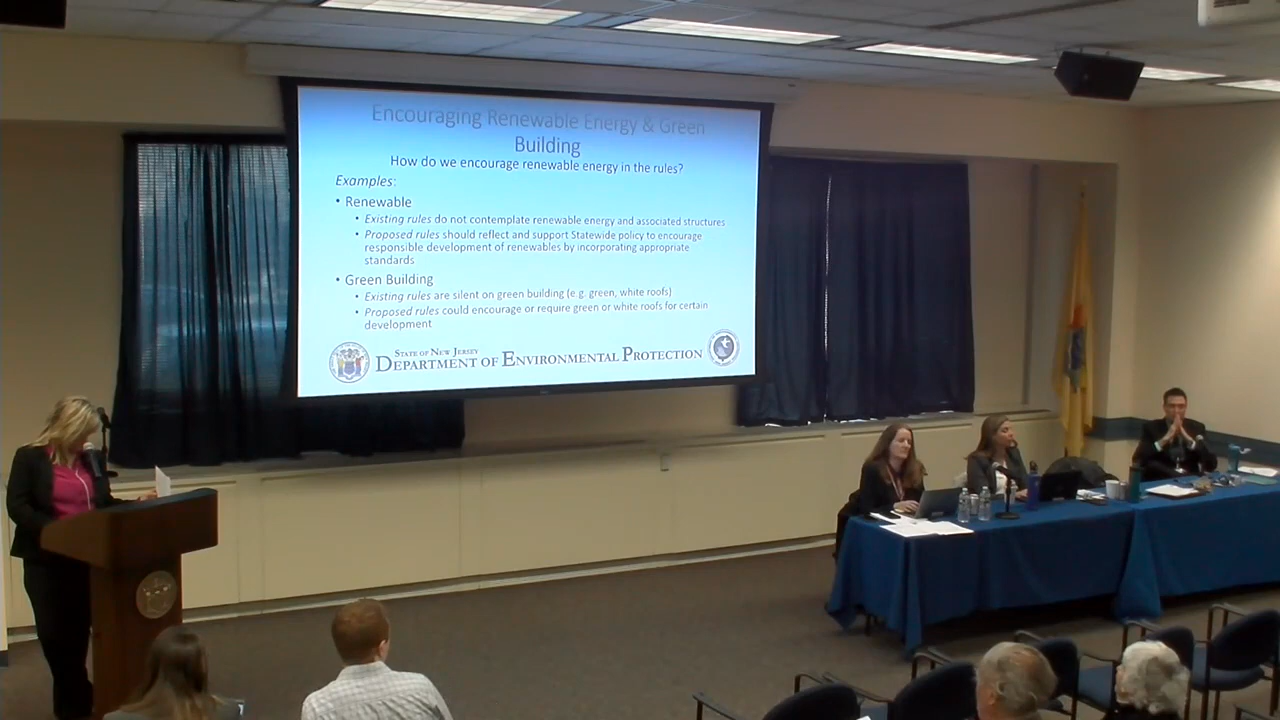 Encouraging Renewable Energy & Green
Building
How do we encourage renewable energy in the rules?
Examples:
• Renewable
• Existing rules do not contemplate renewable energy and associated structures
• Proposed rules should reflect and support Statewide policy to encourage
responsible development of renewables by incorporating appropriate
standards
• Green Building
• Existing rules are silent on green building (e.g. green, white roofs)
• Proposed rules could encourage or require green or white roofs for certain
development
STATE OF NEW JERSEY
DEPARTMENT OF ENVIRONMENTAL PROTECTION